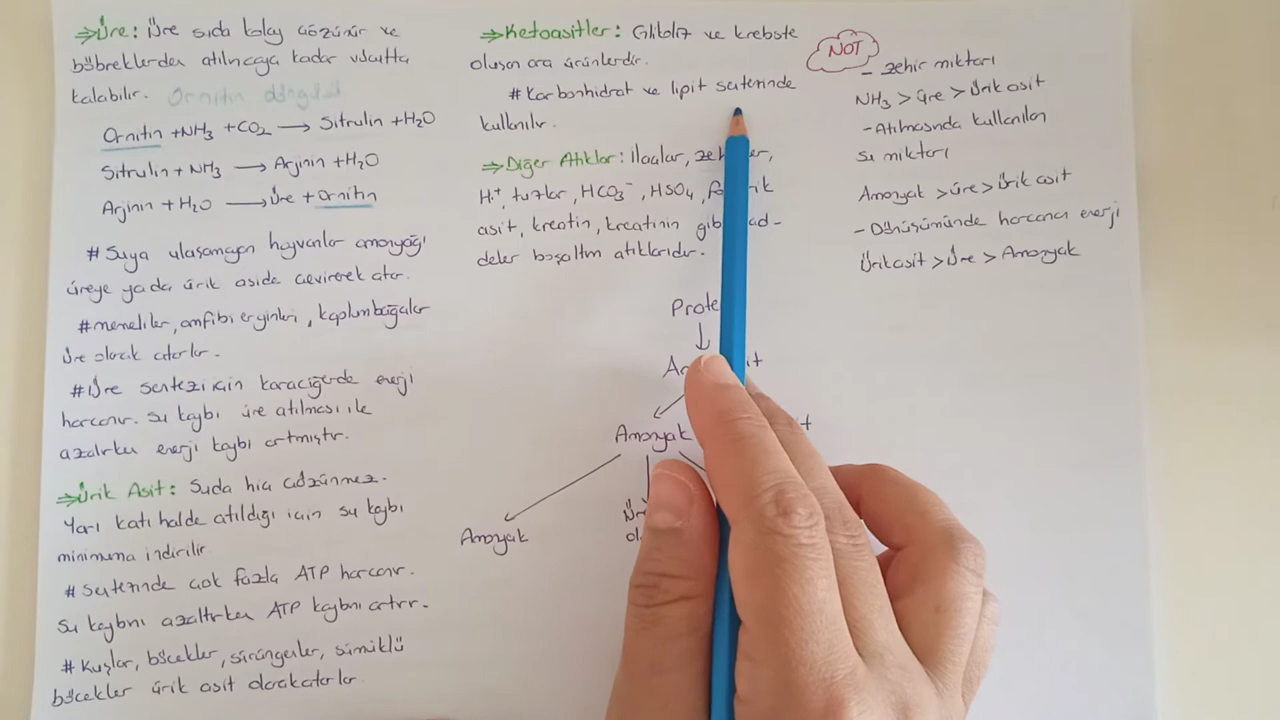 ⇒Üre: Üre suda kolay çözünür ve
böbreklerden atılıncaya kadar vücutta
kalabilir. Ornitin döngüsü
Ornitin + NH3 + CO2 → Sitrulin + H2O
Sitrulin + NH3 → Arjinin + H2O
Arjinin + H2O → Üre + Ornitin
# Suya ulaşamayan hayvanlar amonyağı
üreye ya da ürik aside çevirerek atar.
# memeliler, amfibi erginleri, kaplumbağalar
üre olarak atarlar.
# Üre sentezi için karaciğerde enerji
harcanır. Su kaybı üre atılması ile
azalırken enerji kaybı artmıştır.
⇒Ürik Asit: Suda hiç çözünmez.
Yarı katı halde atıldığı için su kaybı
minimuma indirilir
# Sentezinde çok fazla ATP harcanır.
Su kaybını azaltırken ATP kaybını artırır.
# Kuşlar, böcekler, sürüngenler, sümüklü
böcekler ürik asit olarak atarlar.
⇒Ketoasitler: Glikoliz ve krebste
oluşan ara ürünlerdir.
# Karbonhidrat ve lipit sentezinde
kullanılır.
⇒Diğer Atıklar: İlaçlar,
H+, tuzlar, HCO3-, HSO4,
asit, kreatin, kreatinin
deler boşaltım atıklarıdır.
↓
Amonyak
Amonyak
NOT
- zehir miktarı
NH3 > üre > Ürik asit
- Atılmasında kullanılan
su miktarı
Amonyak > üre > Ürik asit
- Dönüşümünde harcanan enerji
Ürik asit > Üre > Amonyak